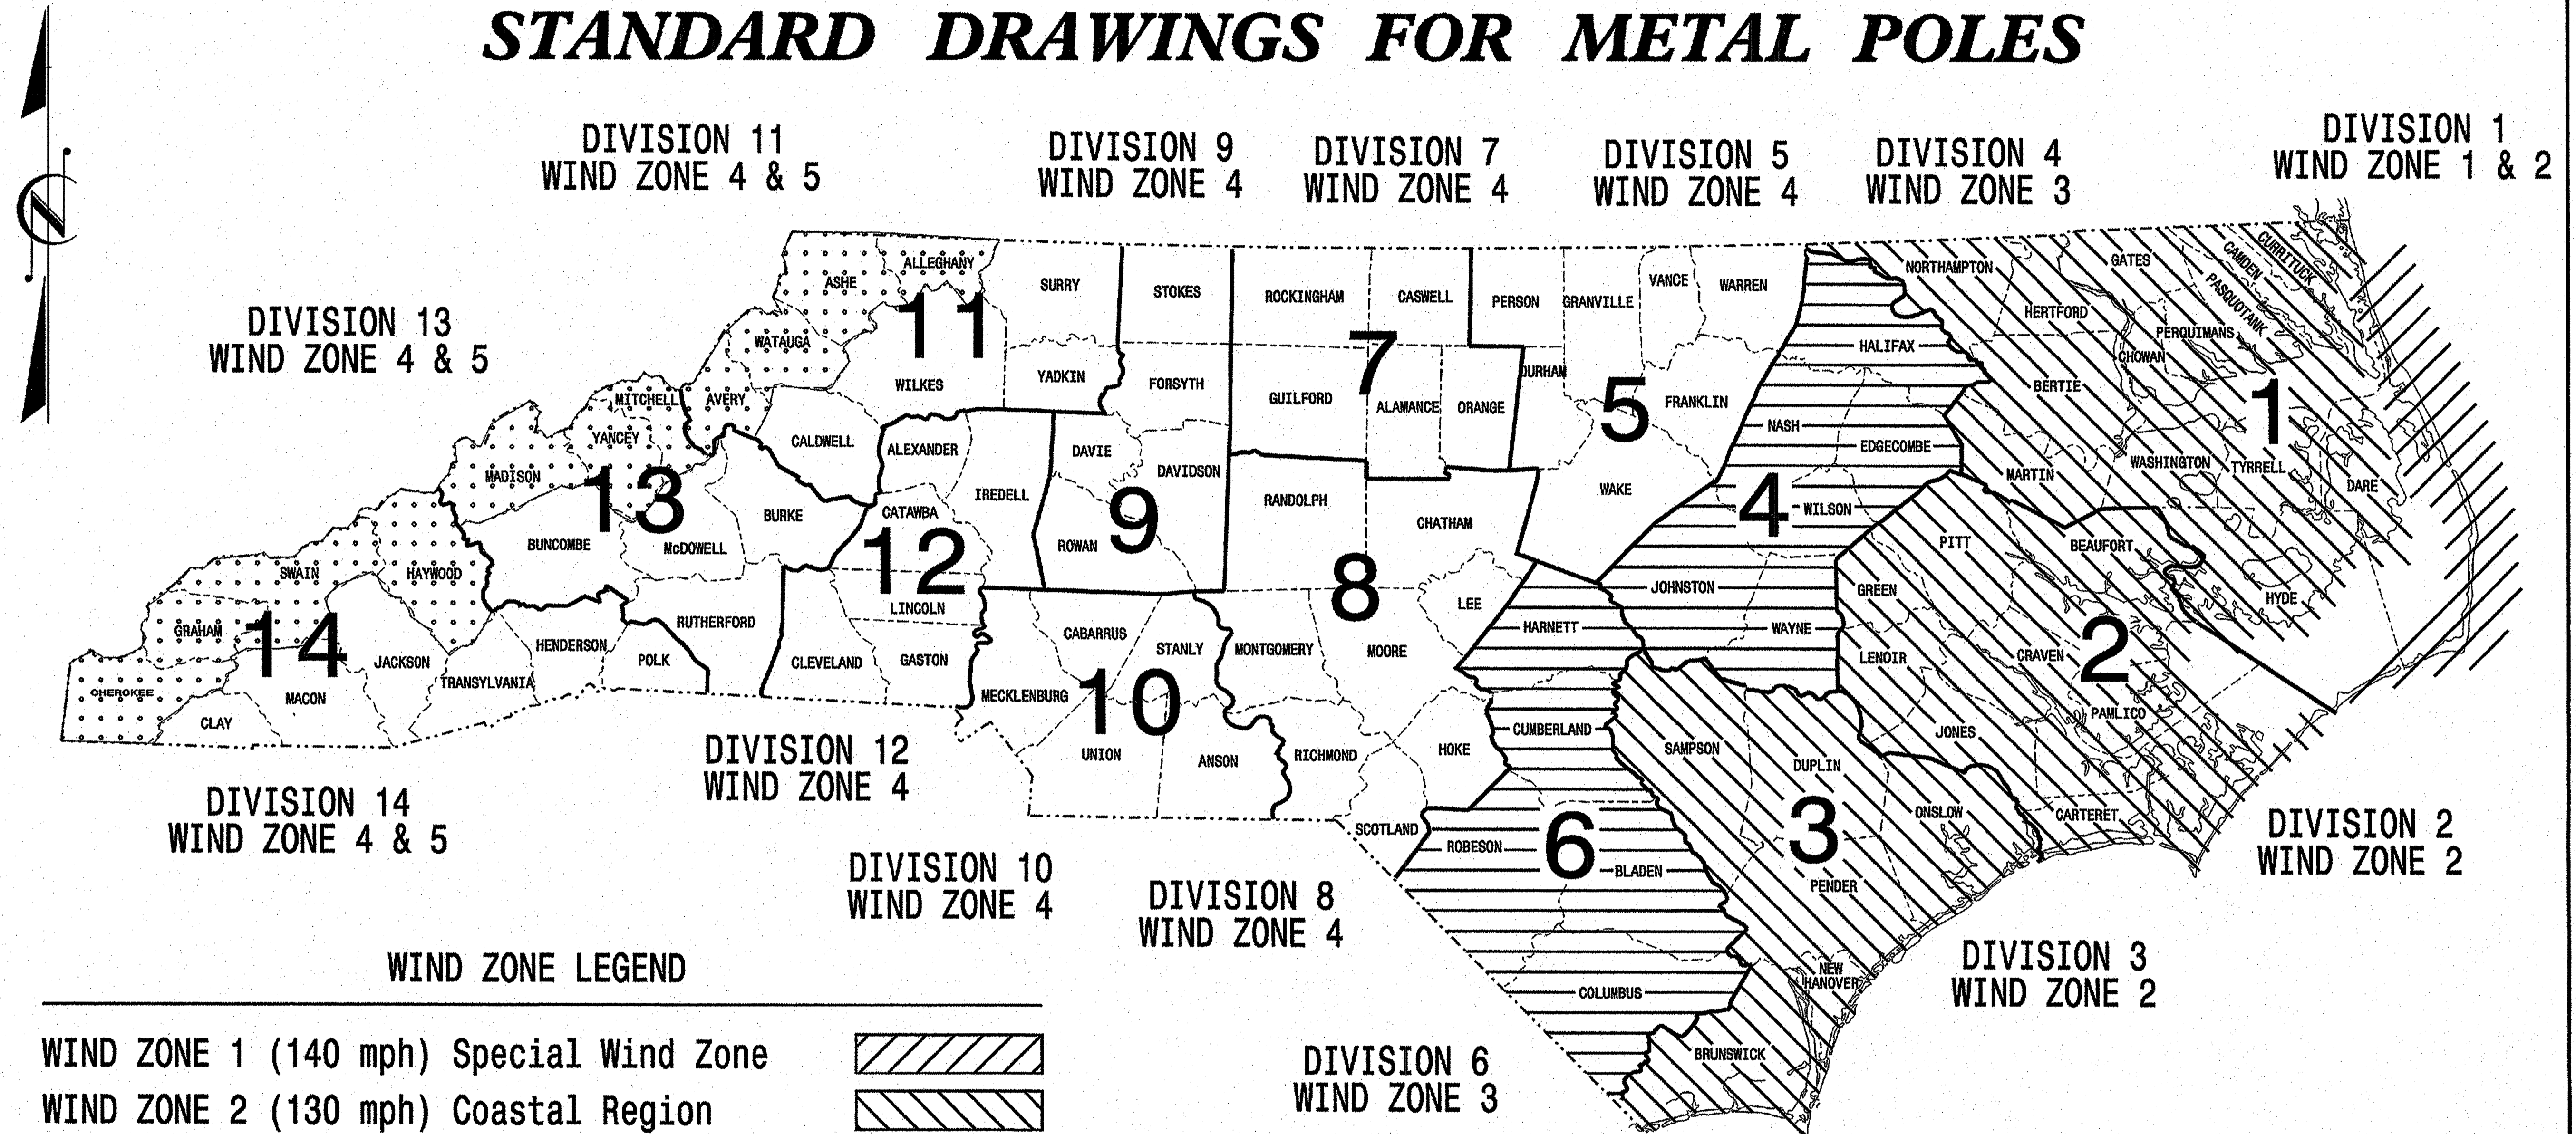 STANDARD DRAWINGS FOR METAL POLES
N
DIVISION 11
WIND ZONE 4 & 5
DIVISION 9
WIND ZONE 4
DIVISION 7
WIND ZONE 4
DIVISION 5
WIND ZONE 4
DIVISION 4
WIND ZONE 3
DIVISION 1
WIND ZONE 1 & 2
DIVISION 13
WIND ZONE 4 & 5
ASHE
ALLEGHANY
SURRY
STOKES
ROCKINGHAM
CASWELL
PERSON
GRANVILLE
VANCE
WARREN
NORTHAMPTON
GATES
CAMDEN
CURRITUCK
PASQUOTANK
HERTFORD
PERQUIMANS
CHOWAN
HALIFAX
BERTIE
WATAUGA
11
WILKES
YADKIN
FORSYTH
GUILFORD
7
ALAMANCE
ORANGE
DURHAM
5
FRANKLIN
NASH
EDGECOMBE
MARTIN
WASHINGTON
TYRRELL
1
DARE
MITCHELL
AVERY
YANCEY
MADISON
13
CALDWELL
ALEXANDER
IREDELL
DAVIE
DAVIDSON
9
ROWAN
RANDOLPH
CHATHAM
WAKE
4
WILSON
PITT
BEAUFORT
HYDE
BUNCOMBE
McDOWELL
BURKE
CATAWBA
12
LINCOLN
SWAIN
HAYWOOD
GRAHAM
14
JACKSON
MACON
CHEROKEE
CLAY
TRANSYLVANIA
HENDERSON
POLK
RUTHERFORD
CLEVELAND
GASTON
MECKLENBURG
CABARRUS
STANLY
10
UNION
ANSON
MONTGOMERY
8
MOORE
LEE
RICHMOND
HOKE
SCOTLAND
HARNETT
JOHNSTON
WAYNE
GREEN
LENOIR
CRAVEN
2
PAMLICO
JONES
CARTERET
CUMBERLAND
SAMPSON
DUPLIN
ONSLOW
3
PENDER
6
ROBESON
BLADEN
COLUMBUS
NEW
HANOVER
BRUNSWICK
DIVISION 14
WIND ZONE 4 & 5
DIVISION 12
WIND ZONE 4
DIVISION 10
WIND ZONE 4
DIVISION 8
WIND ZONE 4
DIVISION 6
WIND ZONE 3
DIVISION 3
WIND ZONE 2
DIVISION 2
WIND ZONE 2
WIND ZONE LEGEND
WIND ZONE 1 (140 mph) Special Wind Zone
WIND ZONE 2 (130 mph) Coastal Region